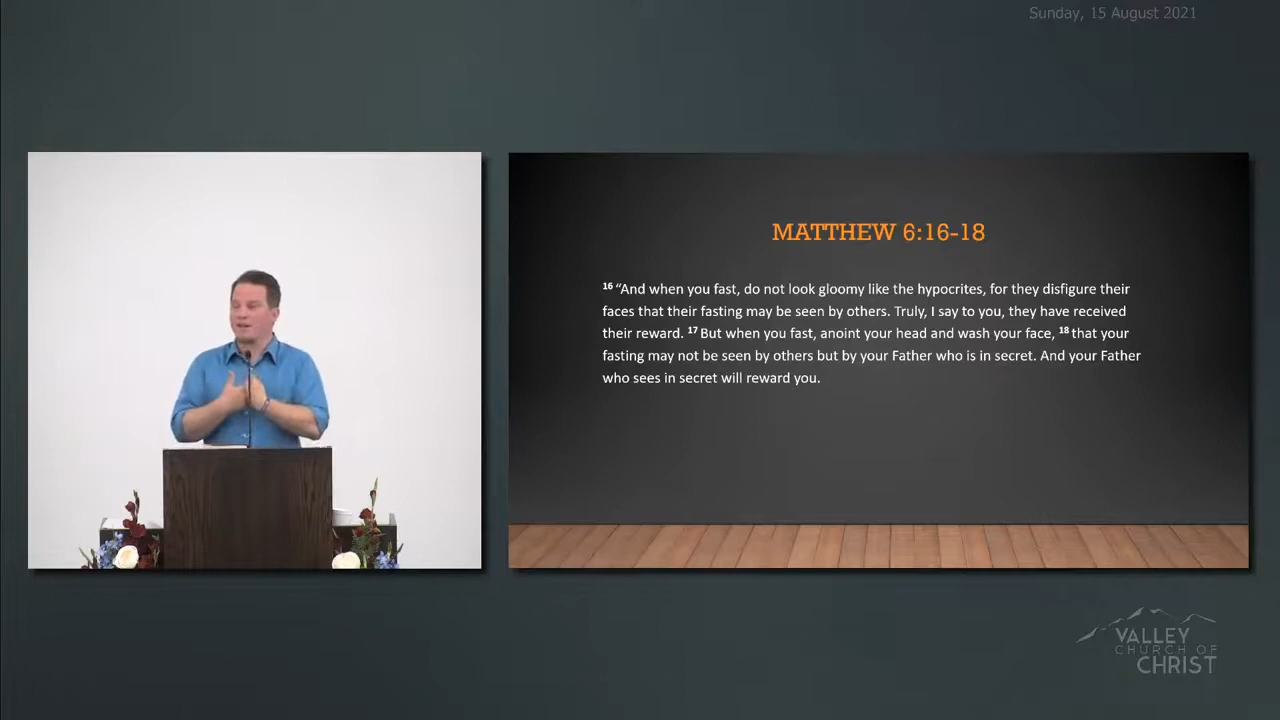 Sunday, 15 August 2021
MATTHEW 6:16-18
16 “And when you fast, do not look gloomy like the hypocrites, for they disfigure their
faces that their fasting may be seen by others. Truly, I say to you, they have received
their reward. 17 But when you fast, anoint your head and wash your face, 18 that your
fasting may not be seen by others but by your Father who is in secret. And your Father
who sees in secret will reward you.
VALLEY
CHURCH OF
CHRIST